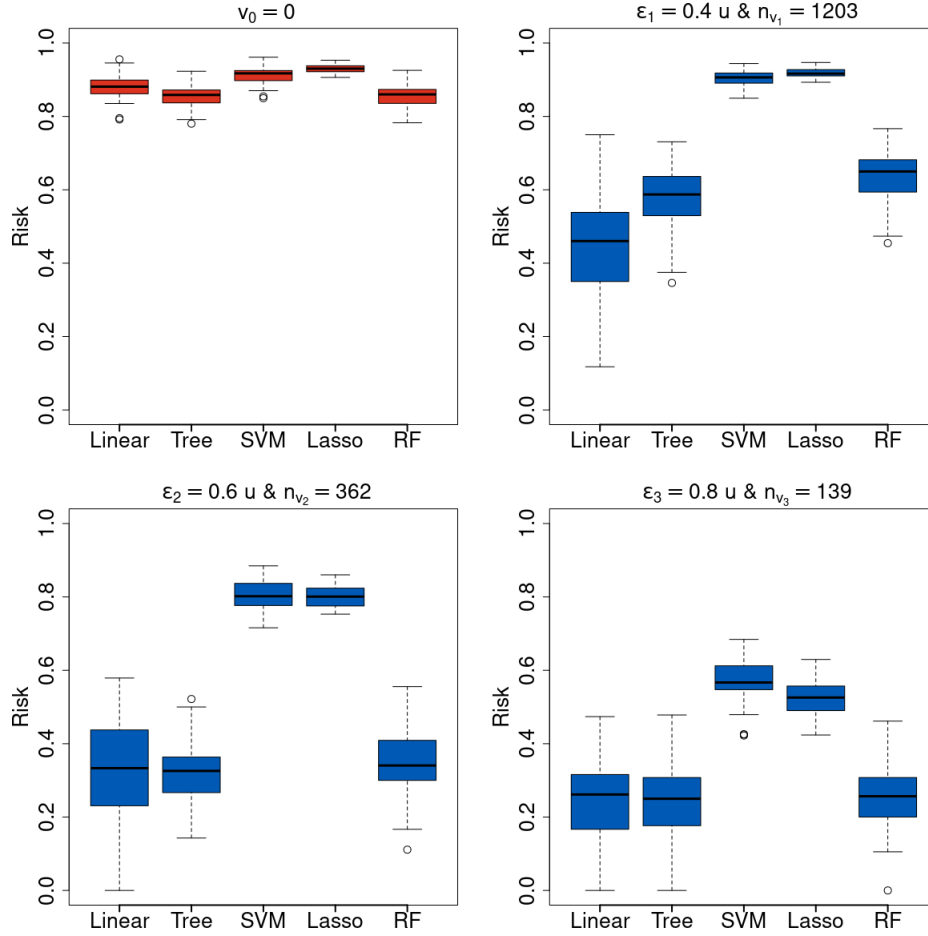 v₀ = 0
Risk
1.0
0.8
0.6
0.4
0.2
0.0
Linear Tree SVM Lasso RF
ε₁ = 0.4 u & n_v₁ = 1203
Risk
1.0
0.8
0.6
0.4
0.2
0.0
Linear Tree SVM Lasso RF
ε₂ = 0.6 u & n_v₂ = 362
Risk
1.0
0.8
0.6
0.4
0.2
0.0
Linear Tree SVM Lasso RF
ε₃ = 0.8 u & n_v₃ = 139
Risk
1.0
0.8
0.6
0.4
0.2
0.0
Linear Tree SVM Lasso RF